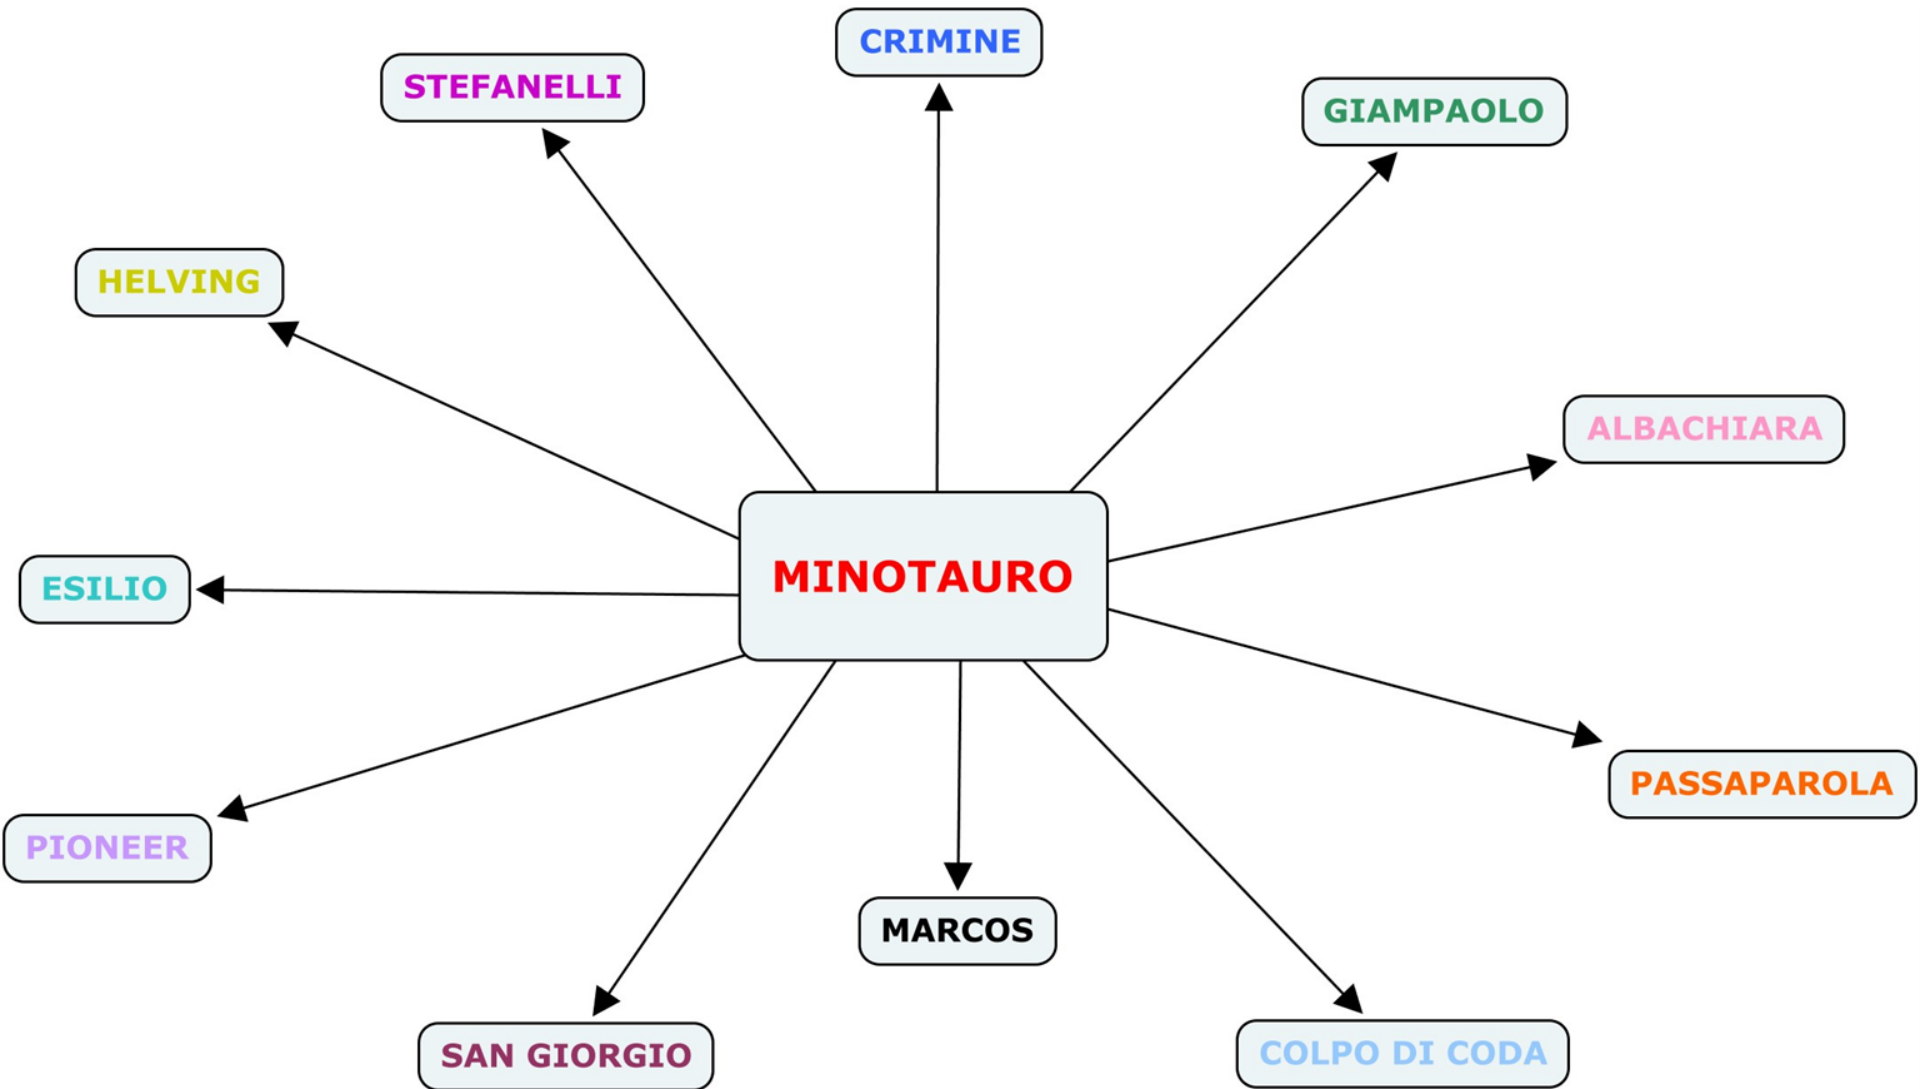 CRIMINE
STEFANELLI
GIAMPAOLO
HELVING
ALBACHIARA
MINOTAURO
ESILIO
PASSAPAROLA
PIONEER
MARCOS
SAN GIORGIO
COLPO DI CODA